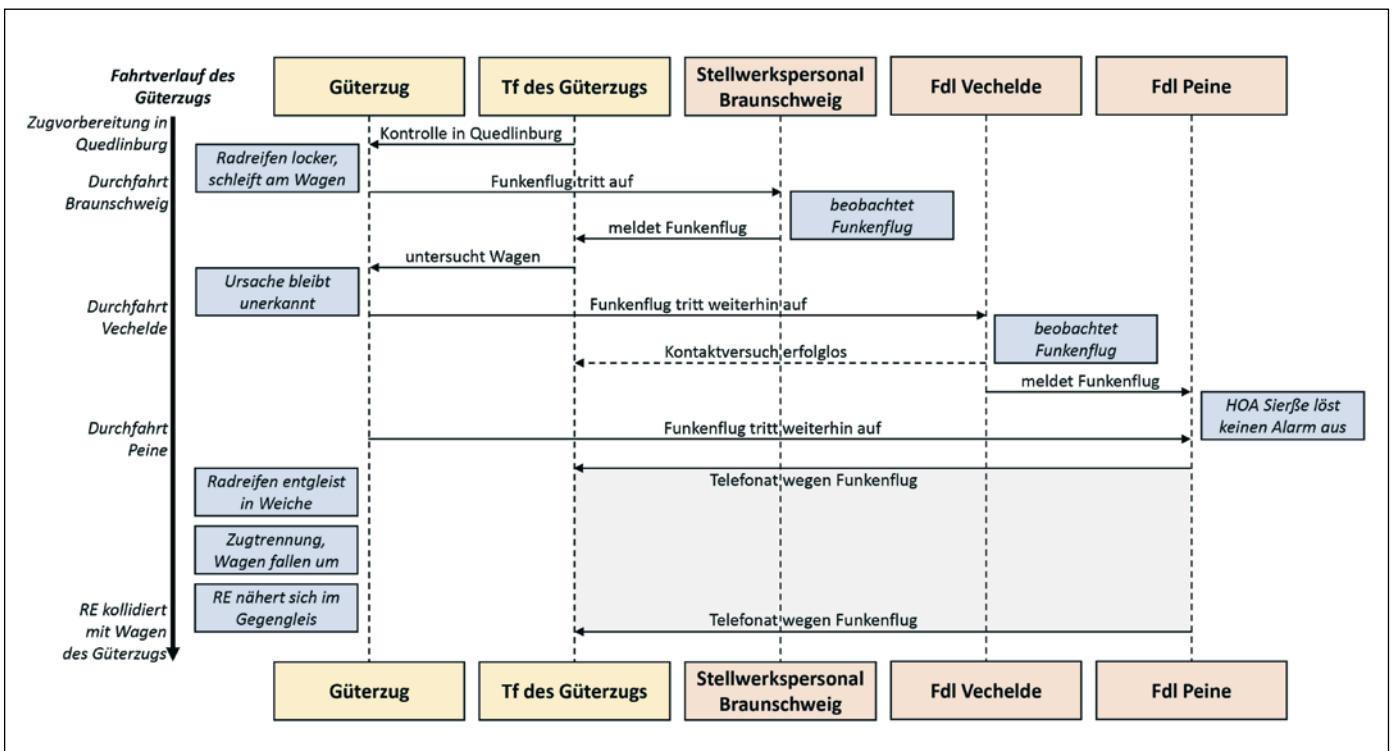 Fahrtverlauf des
Güterzugs
Güterzug
Tf des Güterzugs
Stellwerkspersonal
Braunschweig
Fdl Vechelde
Fdl Peine
Zugvorbereitung in
Quedlinburg
Kontrolle in Quedlinburg
Radreifen locker,
schleift am Wagen
Durchfahrt
Braunschweig
Funkenflug tritt auf
beobachtet
Funkenflug
meldet Funkenflug
untersucht Wagen
Ursache bleibt
unerkannt
Durchfahrt
Vechelde
Funkenflug tritt weiterhin auf
beobachtet
Funkenflug
Kontaktversuch erfolglos
meldet Funkenflug
HOA Sierße löst
keinen Alarm aus
Durchfahrt
Peine
Funkenflug tritt weiterhin auf
Telefonat wegen Funkenflug
Radreifen entgleist
in Weiche
Zugtrennung,
Wagen fallen um
RE nähert sich im
Gegengleis
RE kollidiert
mit Wagen
des Güterzugs
Telefonat wegen Funkenflug
Güterzug
Tf des Güterzugs
Stellwerkspersonal
Braunschweig
Fdl Vechelde
Fdl Peine